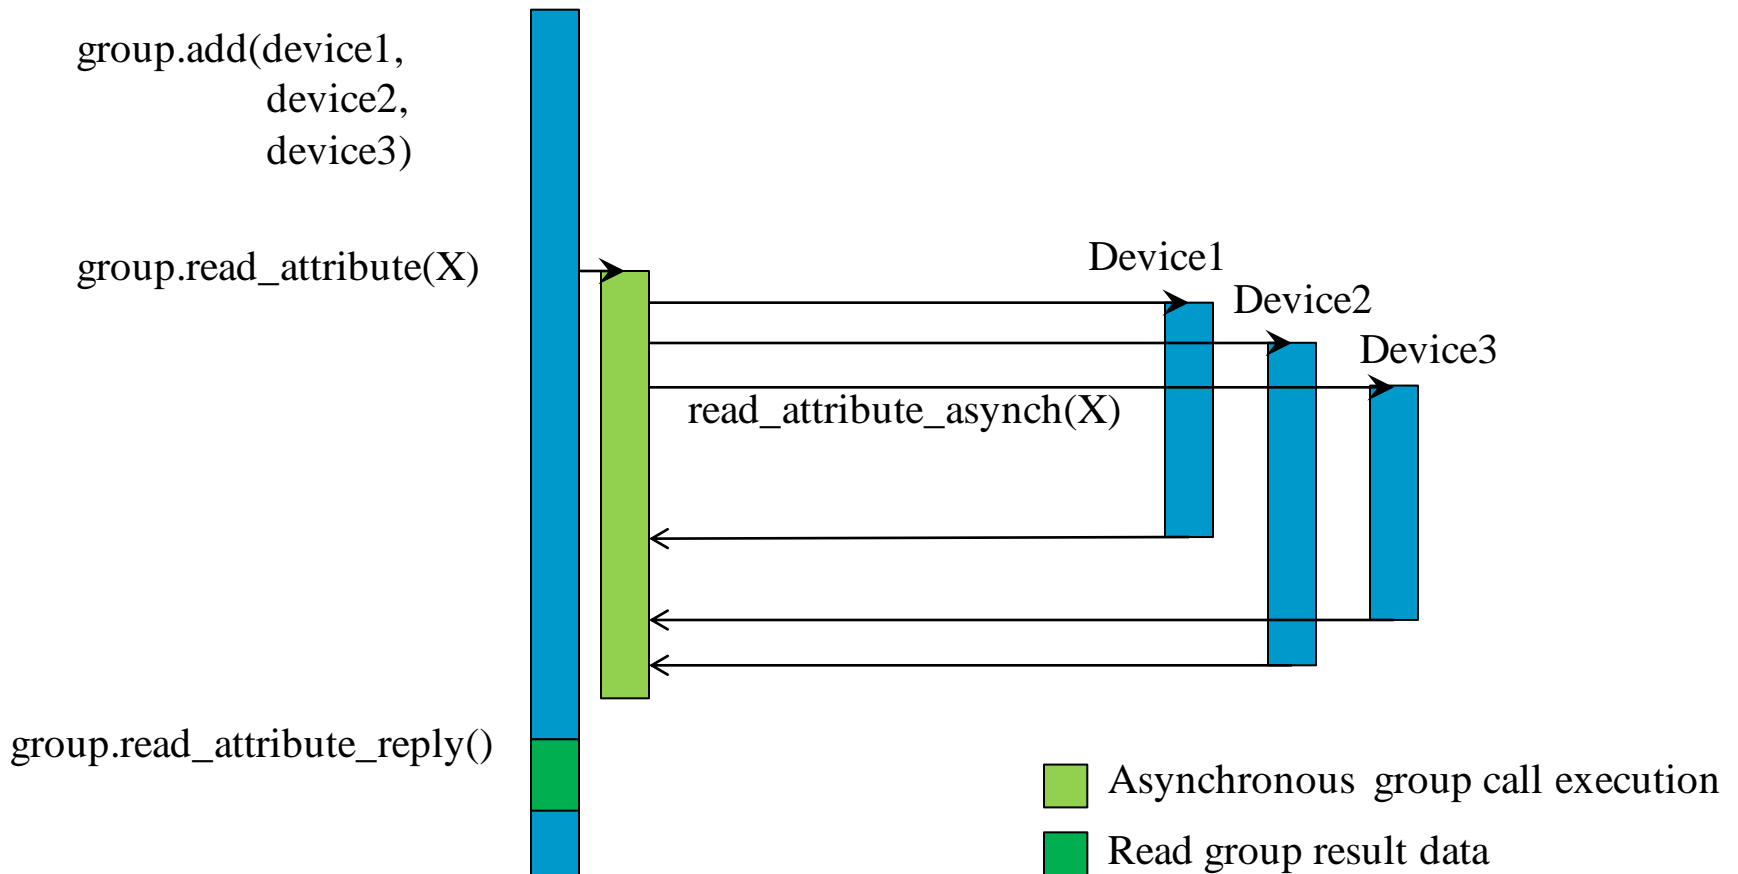 group.add(device1,
device2,
device3)
group.read_attribute(X)
Device1
Device2
Device3
read_attribute_asynch(X)
group.read_attribute_reply()
Asynchronous group call execution
Read group result data